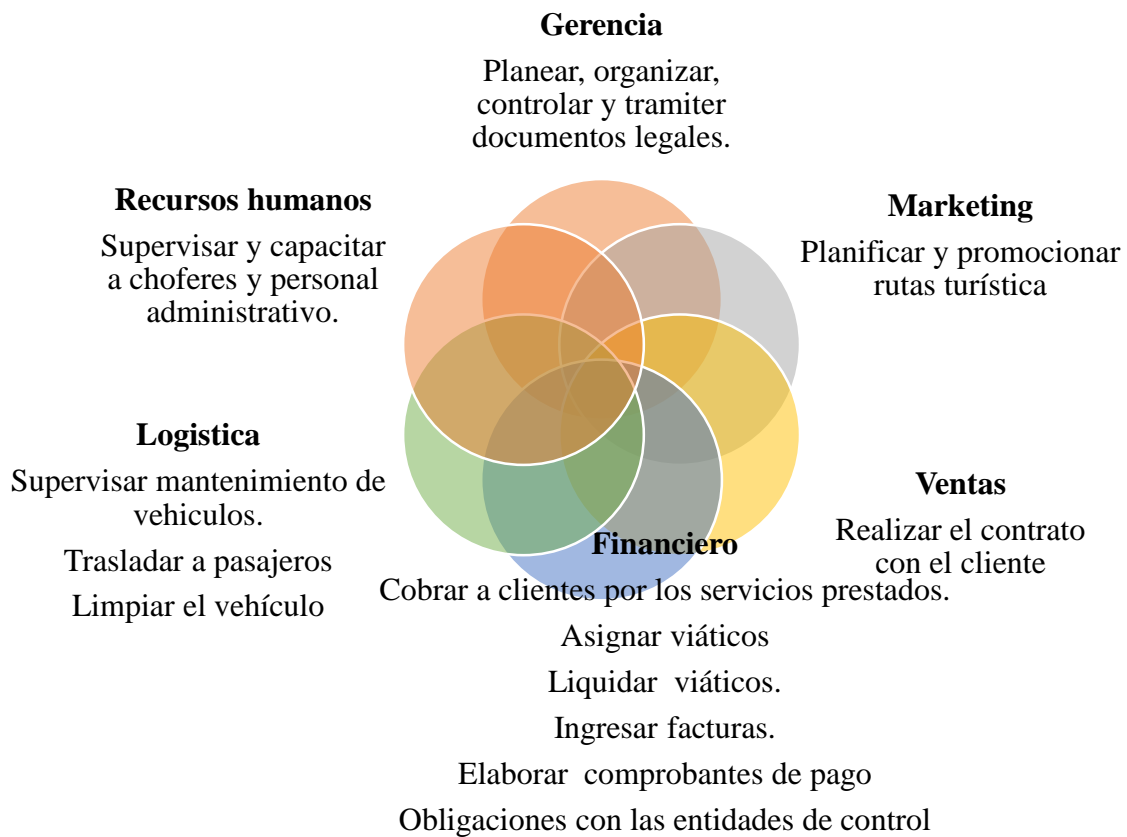 Gerencia
Planear, organizar,
controlar y tramiter
documentos legales.
Marketing
Planificar y promocionar
rutas turística
Ventas
Realizar el contrato
con el cliente
Financiero
Cobrar a clientes por los servicios prestados.
Asignar viáticos
Liquidar viáticos.
Ingresar facturas.
Elaborar comprobantes de pago
Obligaciones con las entidades de control
Logistica
Supervisar mantenimiento de
vehiculos.
Trasladar a pasajeros
Limpiar el vehículo
Recursos humanos
Supervisar y capacitar
a choferes y personal
administrativo.